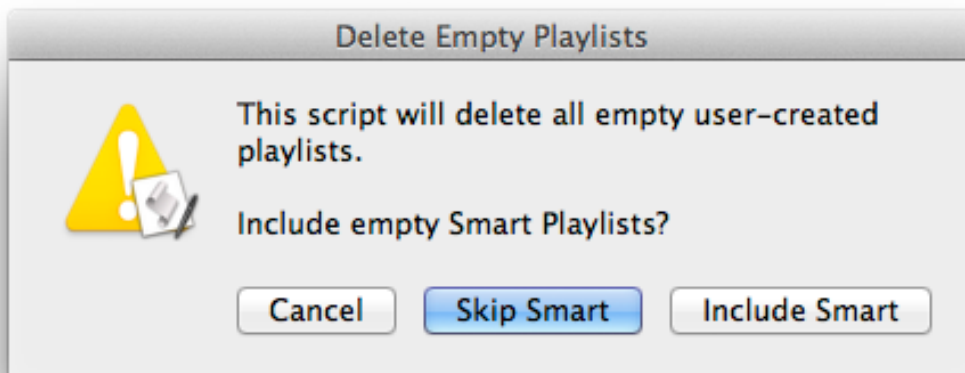 Delete Empty Playlists
This script will delete all empty user-created
playlists.
Include empty Smart Playlists?
Cancel
Skip Smart
Include Smart